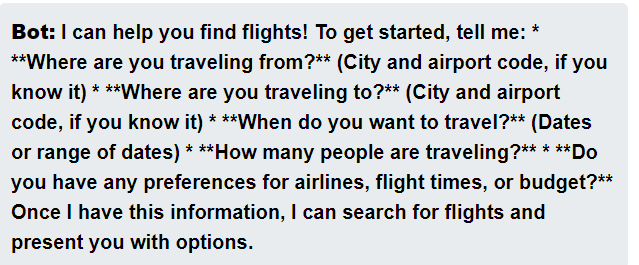 Bot: I can help you find flights! To get started, tell me: *
**Where are you traveling from?** (City and airport code, if you
know it) * **Where are you traveling to?** (City and airport
code, if you know it) * **When do you want to travel?** (Dates
or range of dates) * **How many people are traveling?** * **Do
you have any preferences for airlines, flight times, or budget?**
Once I have this information, I can search for flights and
present you with options.